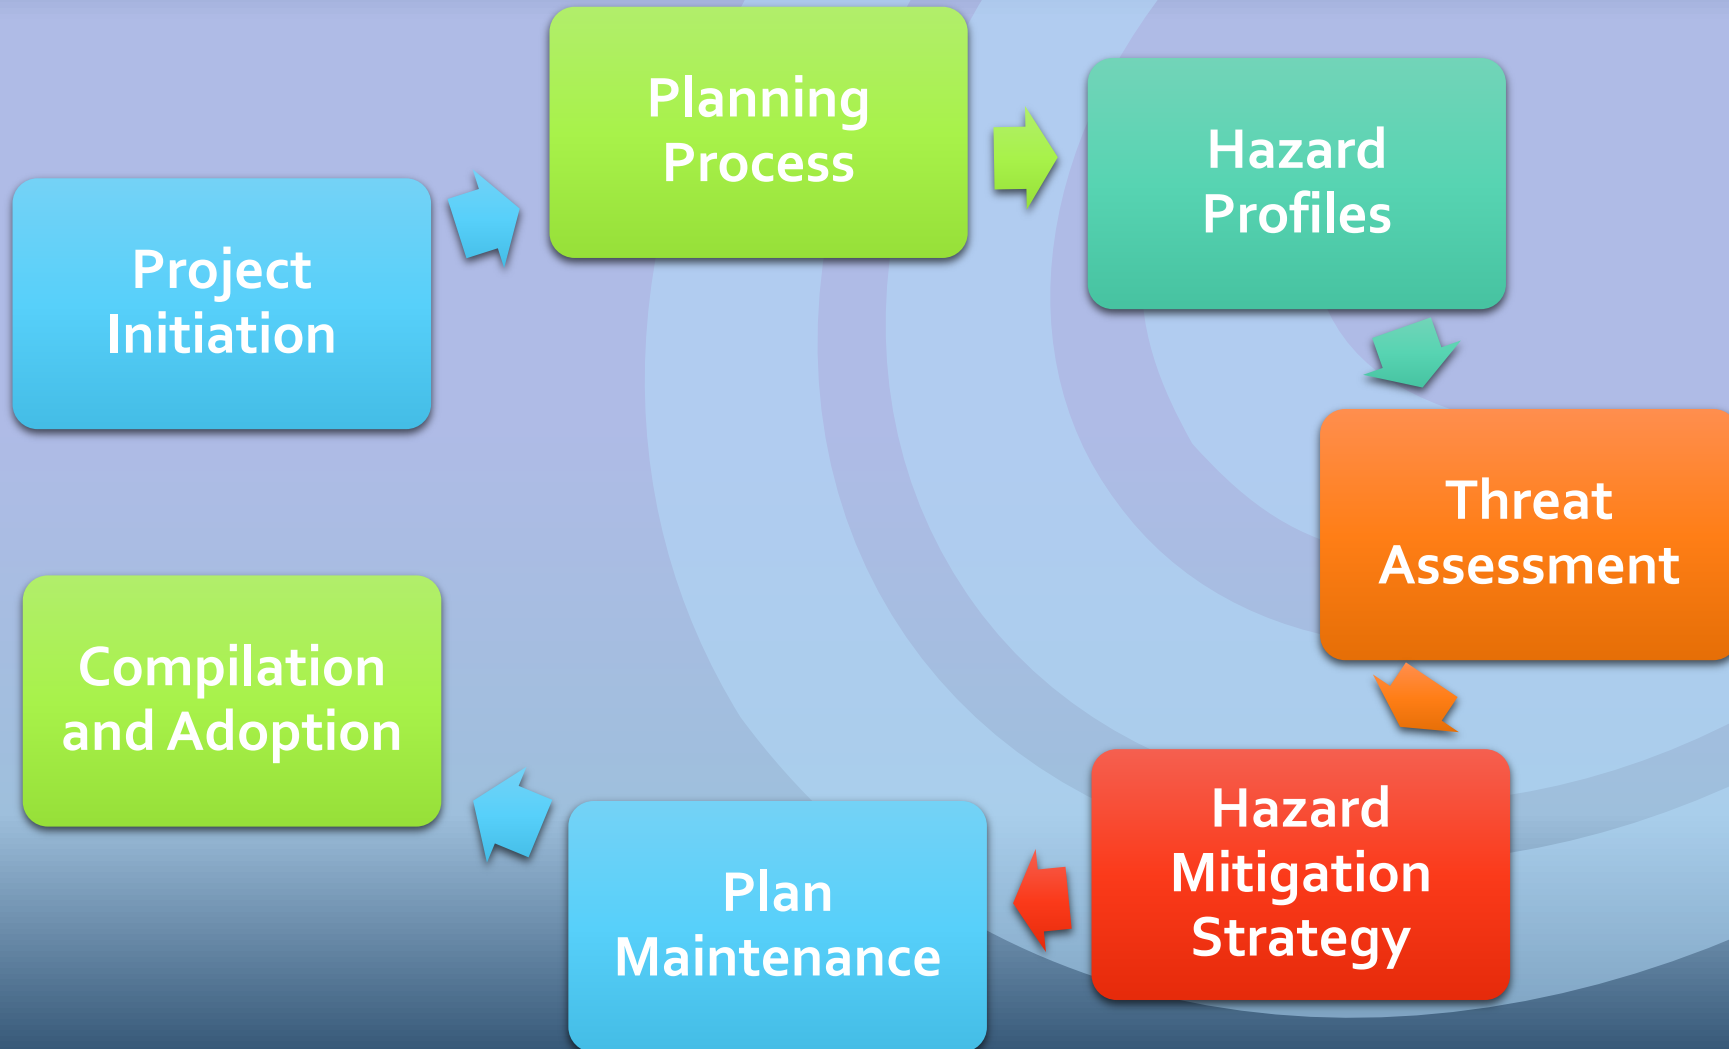 Project
Initiation
Planning
Process
Hazard
Profiles
Threat
Assessment
Hazard
Mitigation
Strategy
Plan
Maintenance
Compilation
and Adoption